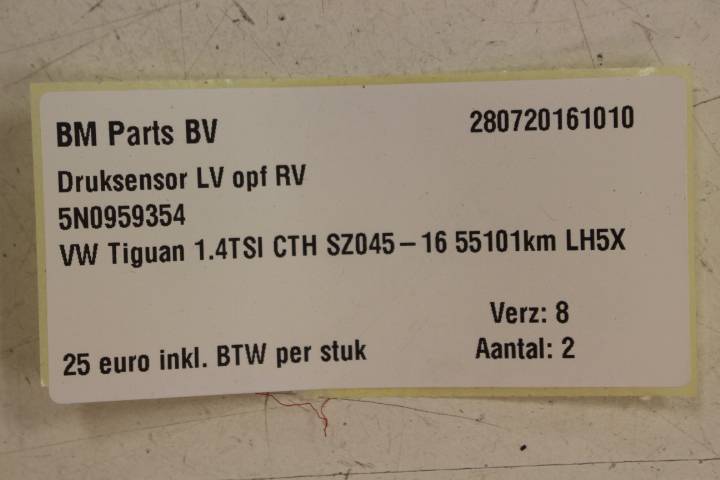 BM Parts BV 280720161010
Druksensor LV opf RV
5N0959354
VW Tiguan 1.4TSI CTH SZ045-16 55101km LH5X
Verz: 8
25 euro inkl. BTW per stuk Aantal: 2